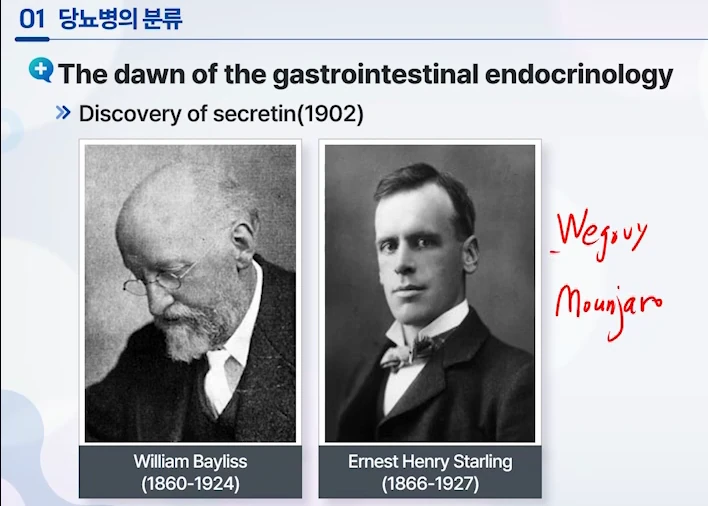 01 당뇨병의 분류
The dawn of the gastrointestinal endocrinology
Discovery of secretin(1902)
Wegovy
Mounjaro
William Bayliss
(1860-1924)
Ernest Henry Starling
(1866-1927)